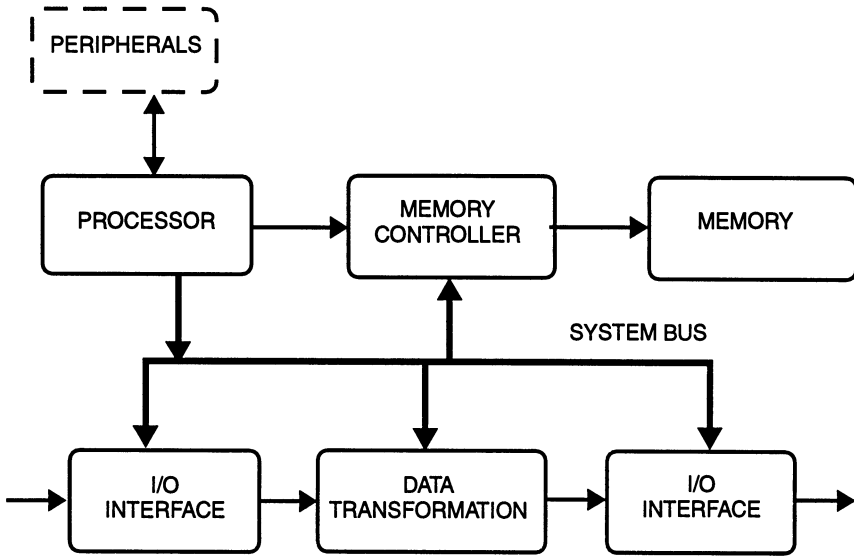 PERIPHERALS
PROCESSOR
MEMORY
CONTROLLER
MEMORY
SYSTEM BUS
I/O
INTERFACE
DATA
TRANSFORMATION
I/O
INTERFACE